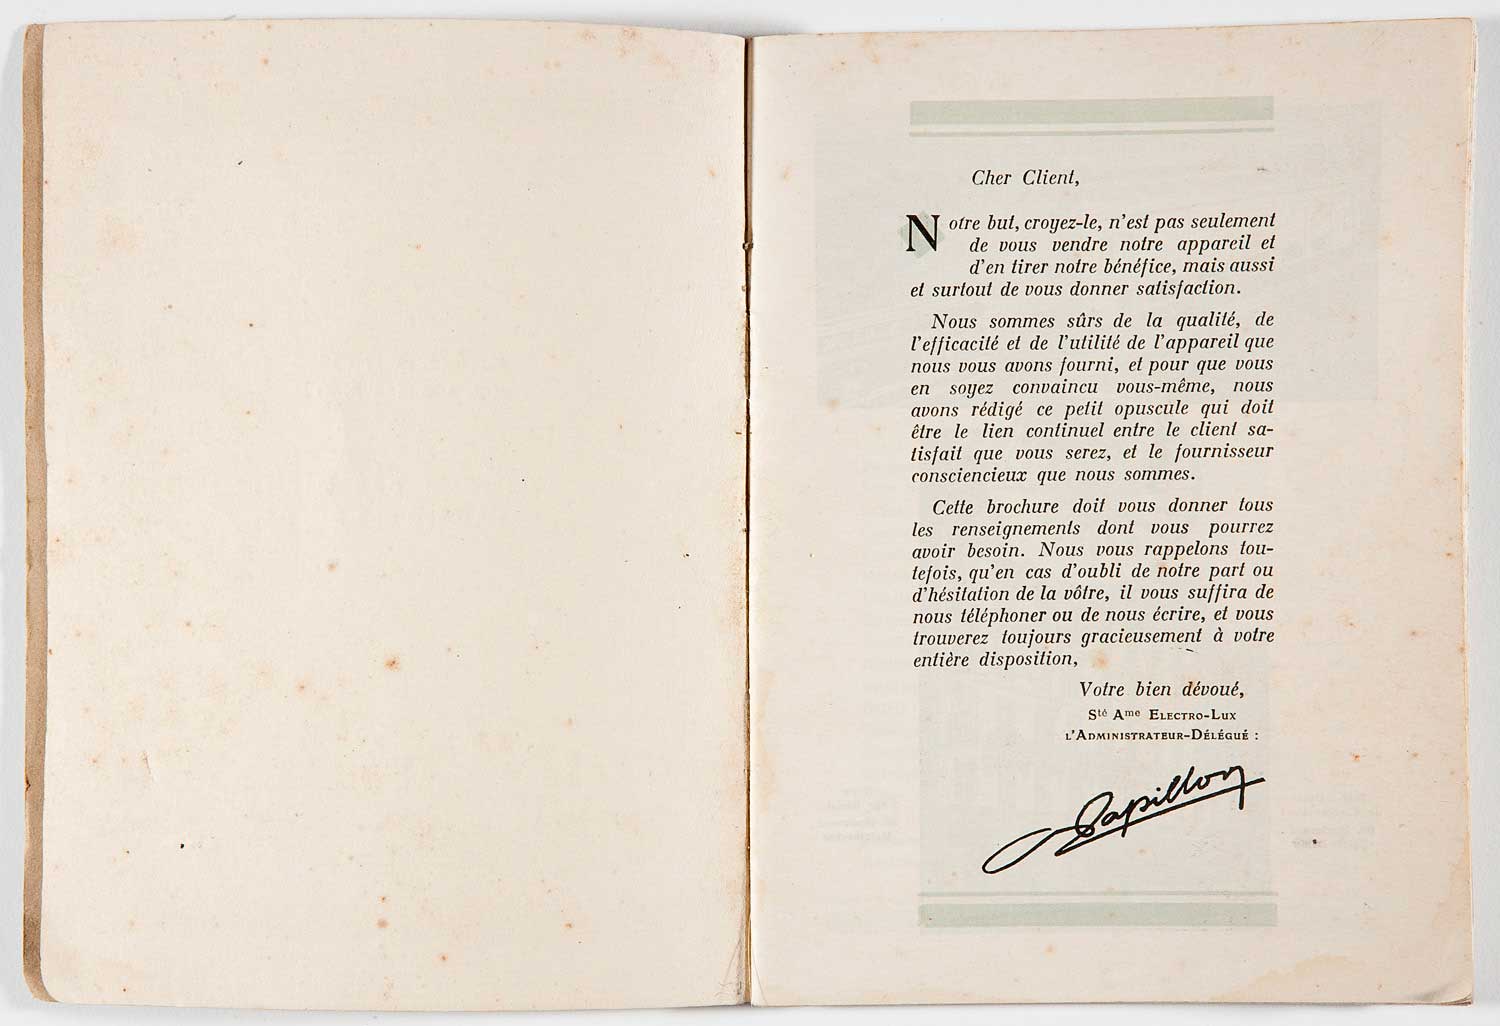 Cher Client,
Notre but, croyez-le, n'est pas seulement
de vous vendre notre appareil et
d'en tirer notre bénéfice, mais aussi
et surtout de vous donner satisfaction.
Nous sommes sûrs de la qualité, de
l'efficacité et de l'utilité de l'appareil que
nous vous avons fourni, et pour que vous
en soyez convaincu vous-même, nous
avons rédigé ce petit opuscule qui doit
être le lien continuel entre le client sa-
tisfait que vous serez, et le fournisseur
consciencieux que nous sommes.
Cette brochure doit vous donner tous
les renseignements dont vous pourrez
avoir besoin. Nous vous rappelons tou-
tefois, qu'en cas d'oubli de notre part ou
d'hésitation de la vôtre, il vous suffira de
nous téléphoner ou de nous écrire, et vous
trouverez toujours gracieusement à votre
entière disposition,
Votre bien dévoué,
Sté Ame Electro-Lux
l'Administrateur-Délégué :
Papillon